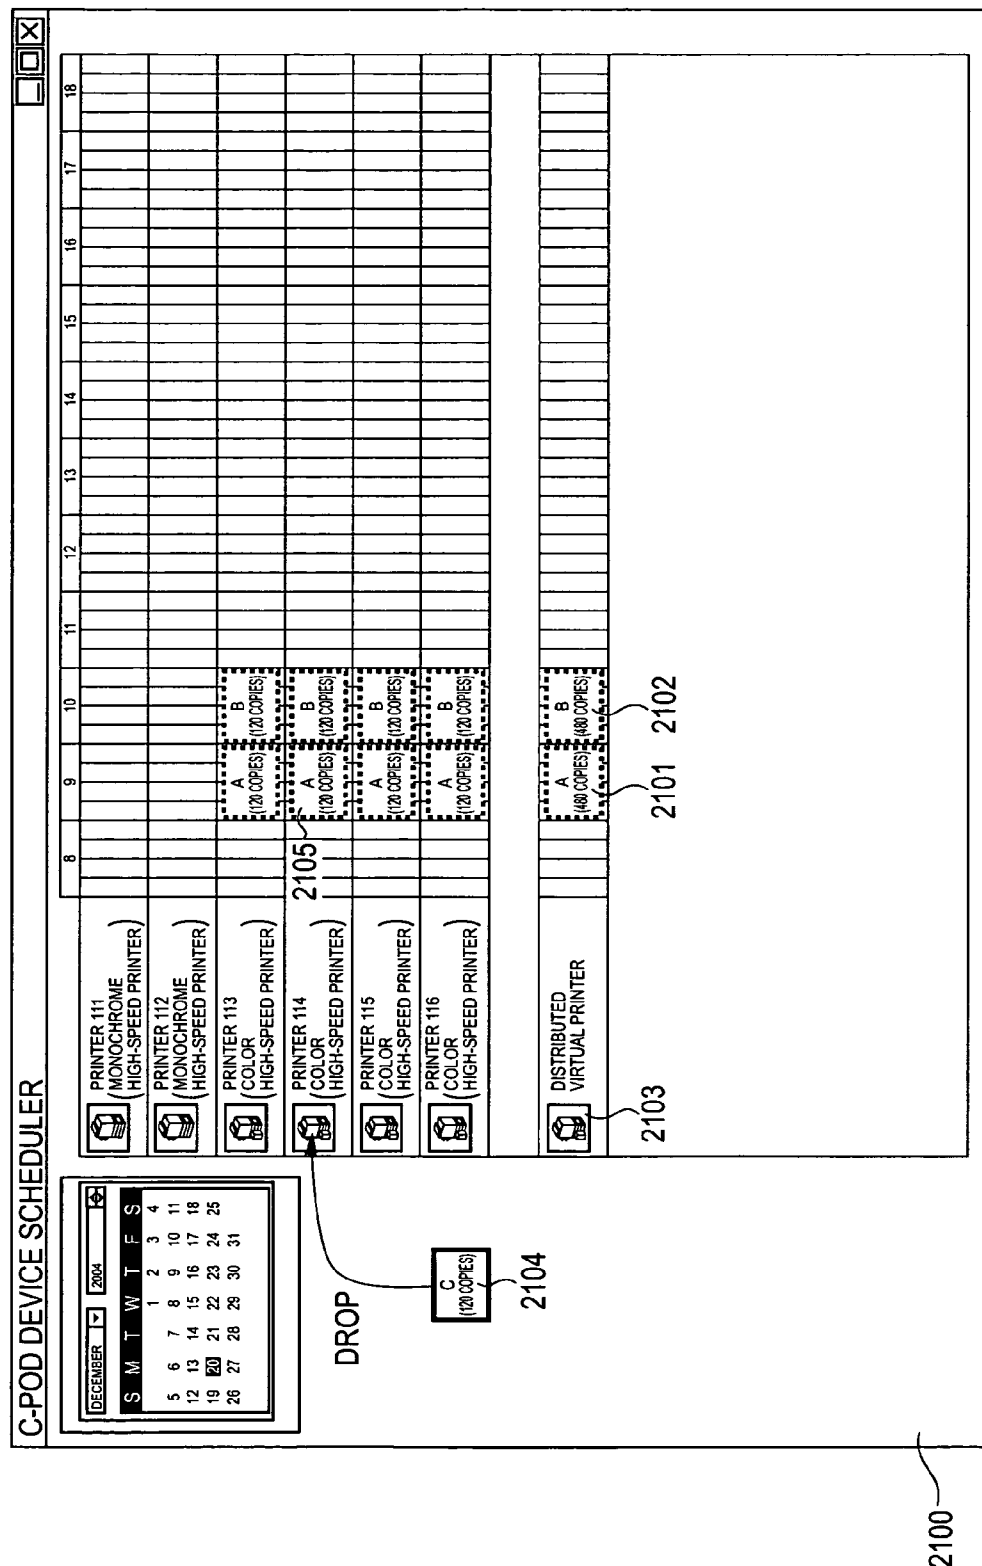 C-POD DEVICE SCHEDULER
DECEMBER 2004
S M T W T F S
1 2 3 4
5 6 7 8 9 10 11
12 13 14 15 16 17 18
19 20 21 22 23 24 25
26 27 28 29 30 31
8 9 10 11 12 13 14 15 16 17 18
PRINTER 111
(MONOCHROME
HIGH-SPEED PRINTER)
PRINTER 112
(MONOCHROME
HIGH-SPEED PRINTER)
PRINTER 113
(COLOR
HIGH-SPEED PRINTER)
A
(120 COPIES)
B
(120 COPIES)
2105
PRINTER 114
(COLOR
HIGH-SPEED PRINTER)
A
(120 COPIES)
B
(120 COPIES)
PRINTER 115
(COLOR
HIGH-SPEED PRINTER)
A
(120 COPIES)
B
(120 COPIES)
PRINTER 116
(COLOR
HIGH-SPEED PRINTER)
A
(120 COPIES)
B
(120 COPIES)
DROP
C
(120 COPIES)
2104
DISTRIBUTED
VIRTUAL PRINTER
A
(480 COPIES)
B
(480 COPIES)
2103
2101
2102
2100